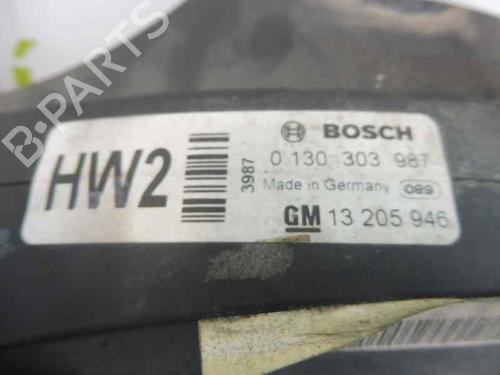 BOSCH
HW2
3987
0 130 303 987
Made in Germany
GM 13 205 946
B-PARTS